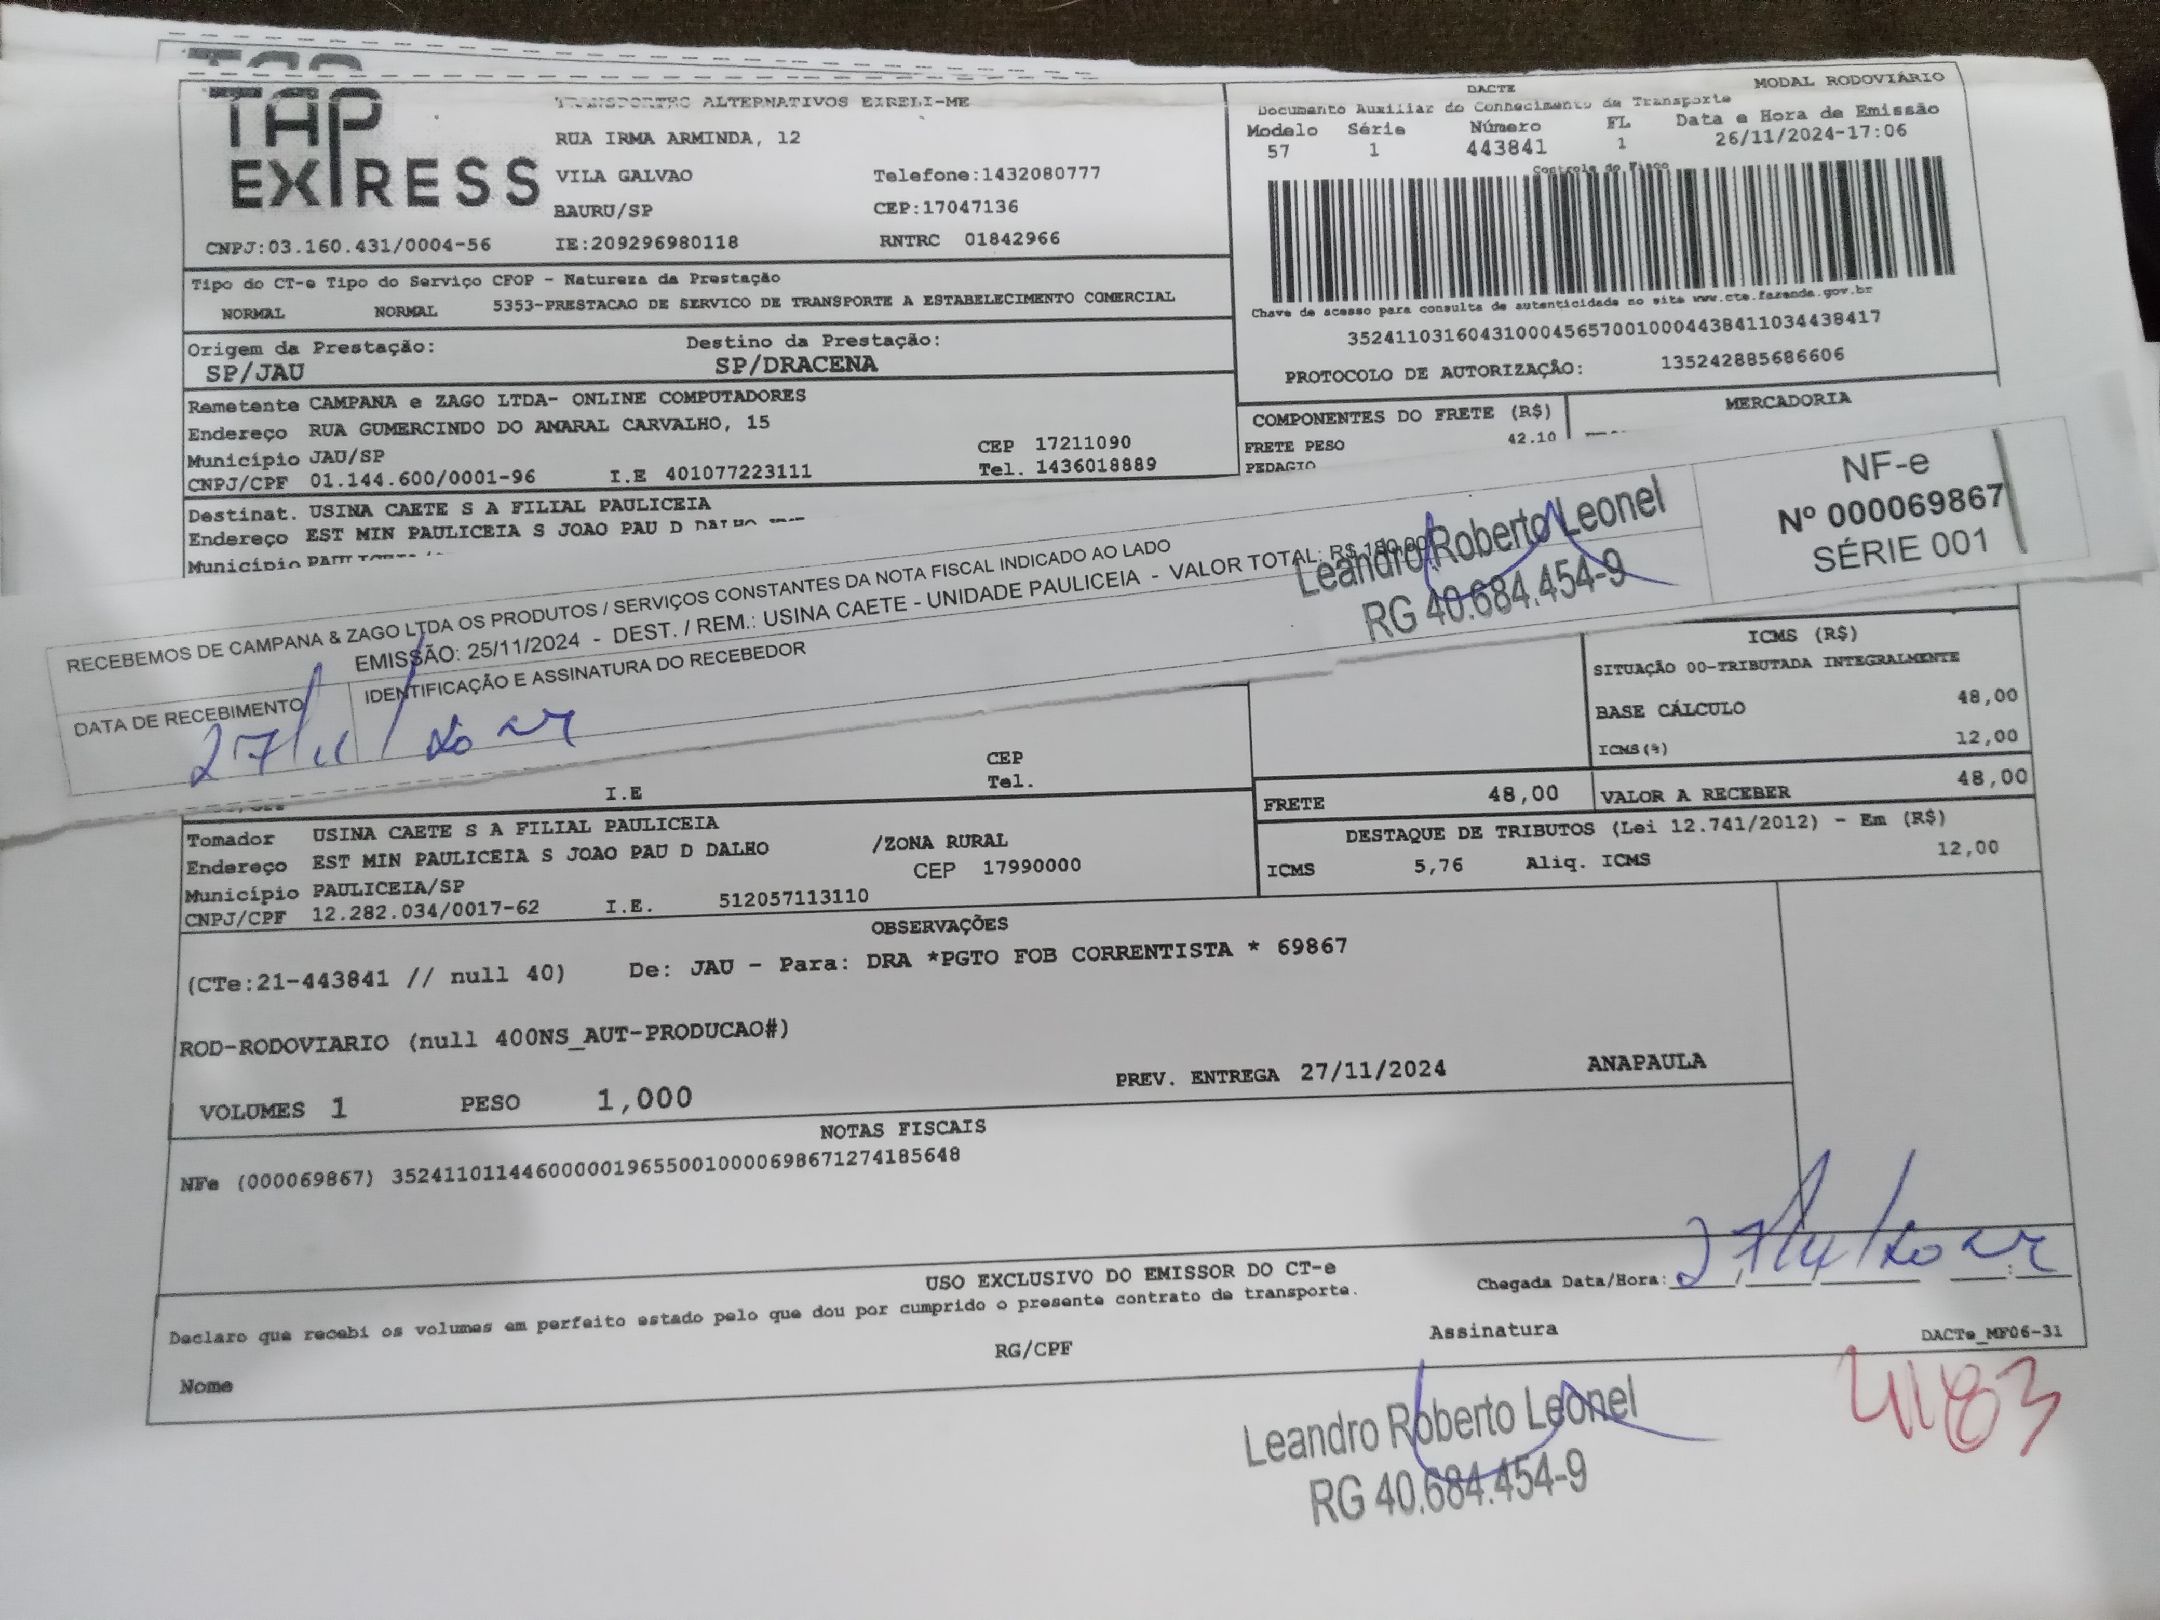 TAP
EXPRESS
TRANSPORTES ALTERNATIVOS EIRELI-ME
RUA IRMA ARMINDA, 12
VILA GALVAO Telefone:1432080777
BAURU/SP CEP:17047136
CNPJ:03.160.431/0004-56 IE:209296980118 RNTRC 01842966
DACTE MODAL RODOVIÁRIO
Documento Auxiliar do Conhecimento de Transporte
Modelo Série Número FL Data e Hora de Emissão
57 1 443841 1 26/11/2024-17:06
Controle do Fisco
Chave de acesso para consulta de autenticidade no site www.cte.fazenda.gov.br
35241103160431000456570010004438411034438417
PROTOCOLO DE AUTORIZAÇÃO: 135242885686606
Tipo do CT-e Tipo do Serviço CFOP - Natureza da Prestação
NORMAL NORMAL 5353-PRESTACAO DE SERVICO DE TRANSPORTE A ESTABELECIMENTO COMERCIAL
Origem da Prestação: Destino da Prestação:
SP/JAU SP/DRACENA
Remetente CAMPANA e ZAGO LTDA- ONLINE COMPUTADORES
Endereço RUA GUMERCINDO DO AMARAL CARVALHO, 15
Município JAU/SP CEP 17211090
CNPJ/CPF 01.144.600/0001-96 I.E 401077223111 Tel. 1436018889
COMPONENTES DO FRETE (R$) MERCADORIA
FRETE PESO 42.10
PEDAGIO
Destinat. USINA CAETE S A FILIAL PAULICEIA
Endereço EST MIN PAULICEIA S JOAO PAU D DALHO
Município
RECEBEMOS DE CAMPANA & ZAGO LTDA OS PRODUTOS / SERVIÇOS CONSTANTES DA NOTA FISCAL INDICADO AO LADO
EMISSÃO: 25/11/2024 - DEST. / REM.: USINA CAETE - UNIDADE PAULICEIA - VALOR TOTAL: R$ 180,00
DATA DE RECEBIMENTO IDENTIFICAÇÃO E ASSINATURA DO RECEBEDOR
27/11/2024
Leandro Roberto Leonel
RG 40.684.454-9
NF-e
Nº 000069867
SÉRIE 001
ICMS (R$)
SITUAÇÃO 00-TRIBUTADA INTEGRALMENTE
BASE CÁLCULO 48,00
ICMS(%) 12,00
CEP
I.E Tel.
FRETE 48,00 VALOR A RECEBER 48,00
DESTAQUE DE TRIBUTOS (Lei 12.741/2012) - Em (R$)
ICMS 5,76 Aliq. ICMS 12,00
Tomador USINA CAETE S A FILIAL PAULICEIA
Endereço EST MIN PAULICEIA S JOAO PAU D DALHO /ZONA RURAL
Município PAULICEIA/SP CEP 17990000
CNPJ/CPF 12.282.034/0017-62 I.E. 512057113110
OBSERVAÇÕES
(CTe:21-443841 // null 40) De: JAU - Para: DRA *PGTO FOB CORRENTISTA * 69867
ROD-RODOVIARIO (null 400NS_AUT-PRODUCAO#)
VOLUMES 1 PESO 1,000 PREV. ENTREGA 27/11/2024 ANAPAULA
NOTAS FISCAIS
NFe (000069867) 35241101144600000196550010000698671274185648
USO EXCLUSIVO DO EMISSOR DO CT-e
Chegada Data/Hora: 27/11/2024
Declaro que recebi os volumes em perfeito estado pelo que dou por cumprido o presente contrato de transporte.
Nome RG/CPF Assinatura DACTe_MF06-31
Leandro Roberto Leonel
RG 40.684.454-9